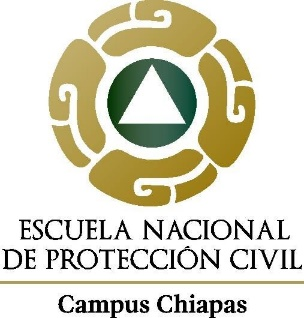 ESCUELA NACIONAL
DE PROTECCIÓN CIVIL
Campus Chiapas